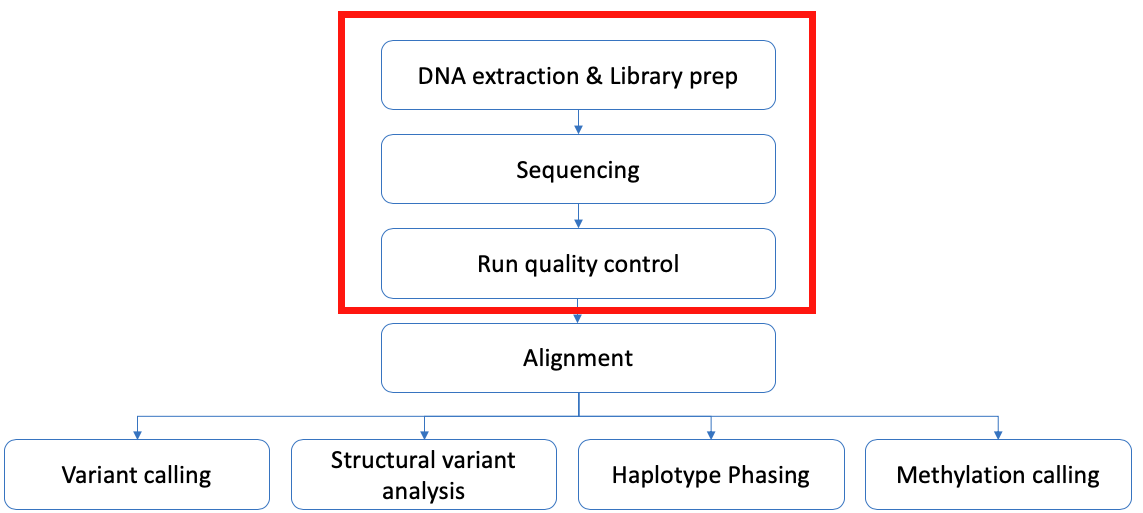 DNA extraction & Library prep
Sequencing
Run quality control
Alignment
Variant calling
Structural variant
analysis
Haplotype Phasing
Methylation calling